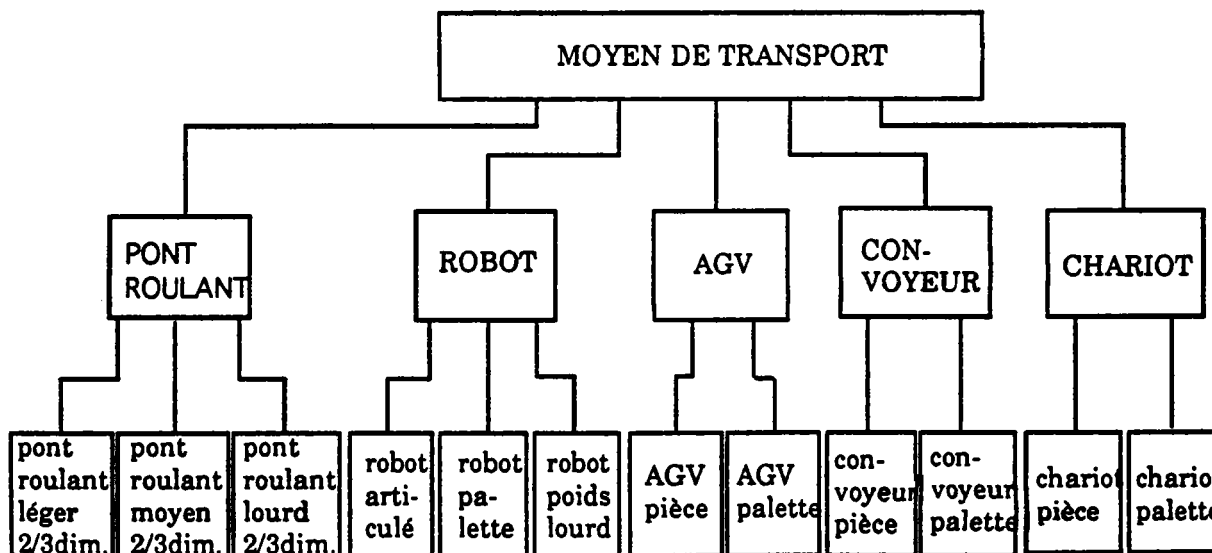 MOYEN DE TRANSPORT
PONT
ROULANT
ROBOT
AGV
CON-
VOYEUR
CHARIOT
pont
roulant
léger
2/3dim.
pont
roulant
moyen
2/3dim.
pont
roulant
lourd
2/3dim.
robot
arti-
culé
robot
pa-
lette
robot
poids
lourd
AGV
pièce
AGV
palette
con-
voyeur
pièce
con-
voyeur
palette
chariot
pièce
chariot
palette